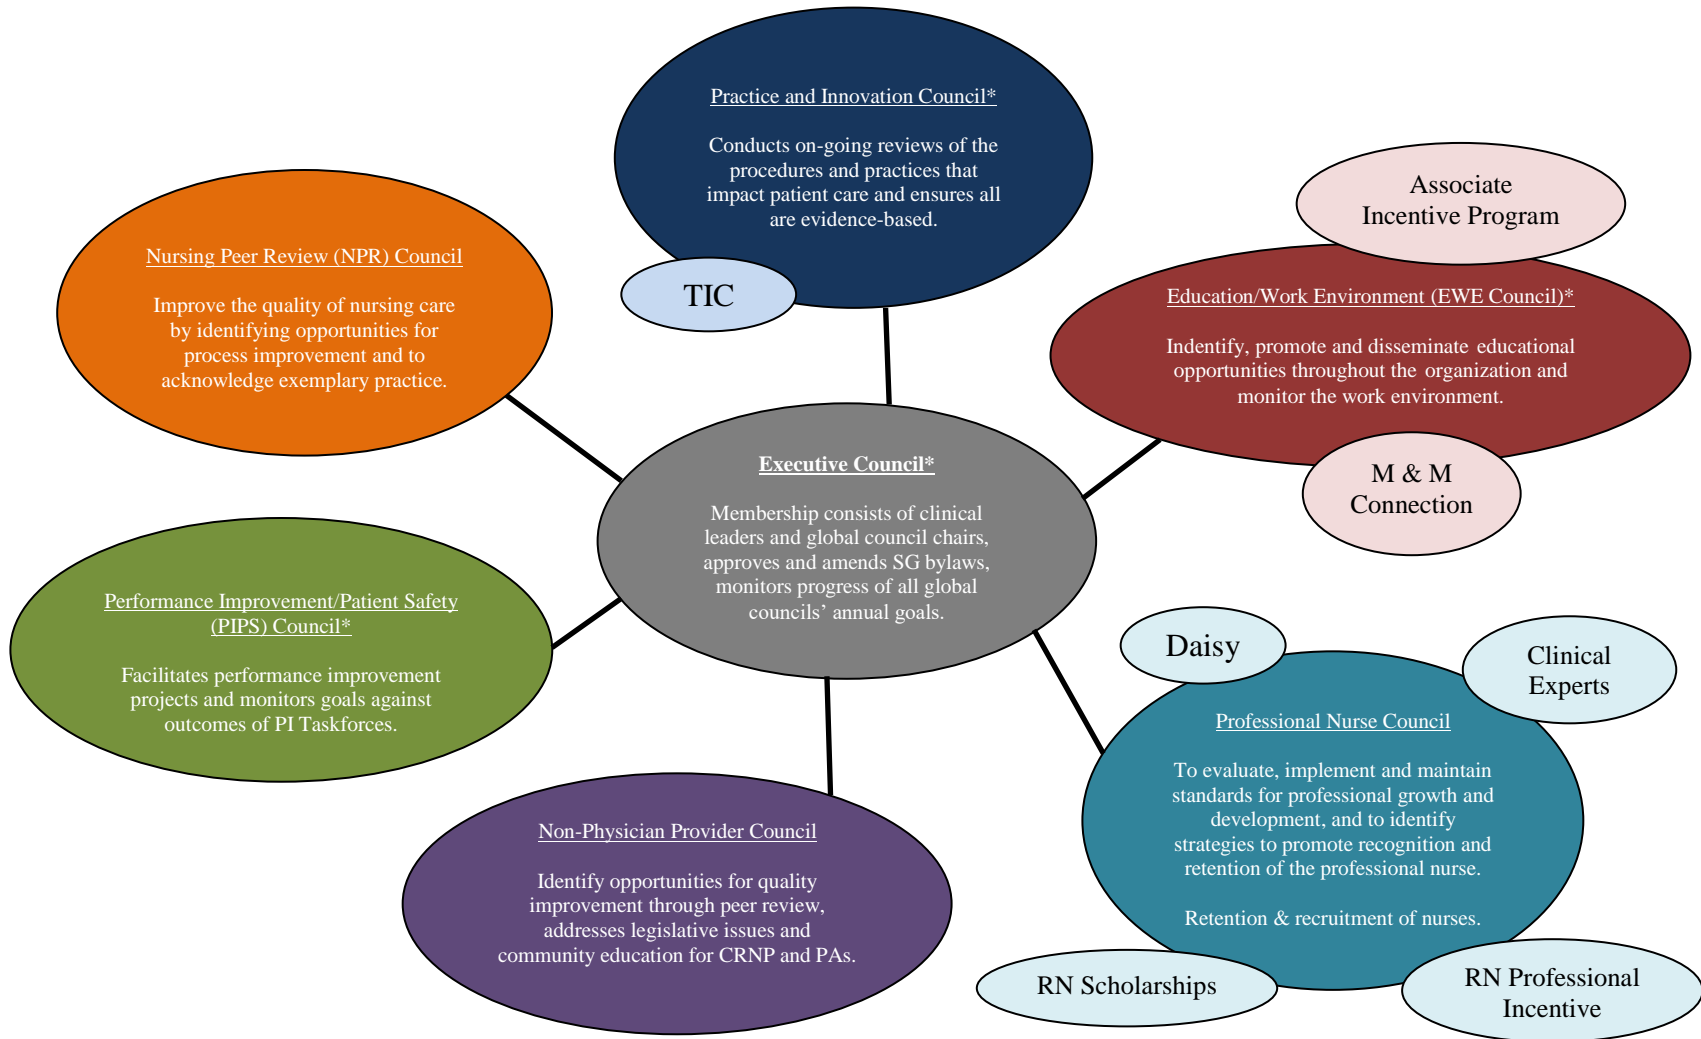 Practice and Innovation Council*
Conducts on-going reviews of the
procedures and practices that
impact patient care and ensures all
are evidence-based.
TIC
Associate
Incentive Program
Education/Work Environment (EWE Council)*
Indentify, promote and disseminate educational
opportunities throughout the organization and
monitor the work environment.
M & M
Connection
Nursing Peer Review (NPR) Council
Improve the quality of nursing care
by identifying opportunities for
process improvement and to
acknowledge exemplary practice.
Executive Council*
Membership consists of clinical
leaders and global council chairs,
approves and amends SG bylaws,
monitors progress of all global
councils’ annual goals.
Performance Improvement/Patient Safety
(PIPS) Council*
Facilitates performance improvement
projects and monitors goals against
outcomes of PI Taskforces.
Daisy
Clinical
Experts
Professional Nurse Council
To evaluate, implement and maintain
standards for professional growth and
development, and to identify
strategies to promote recognition and
retention of the professional nurse.
Retention & recruitment of nurses.
RN Scholarships
RN Professional
Incentive
Non-Physician Provider Council
Identify opportunities for quality
improvement through peer review,
addresses legislative issues and
community education for CRNP and PAs.